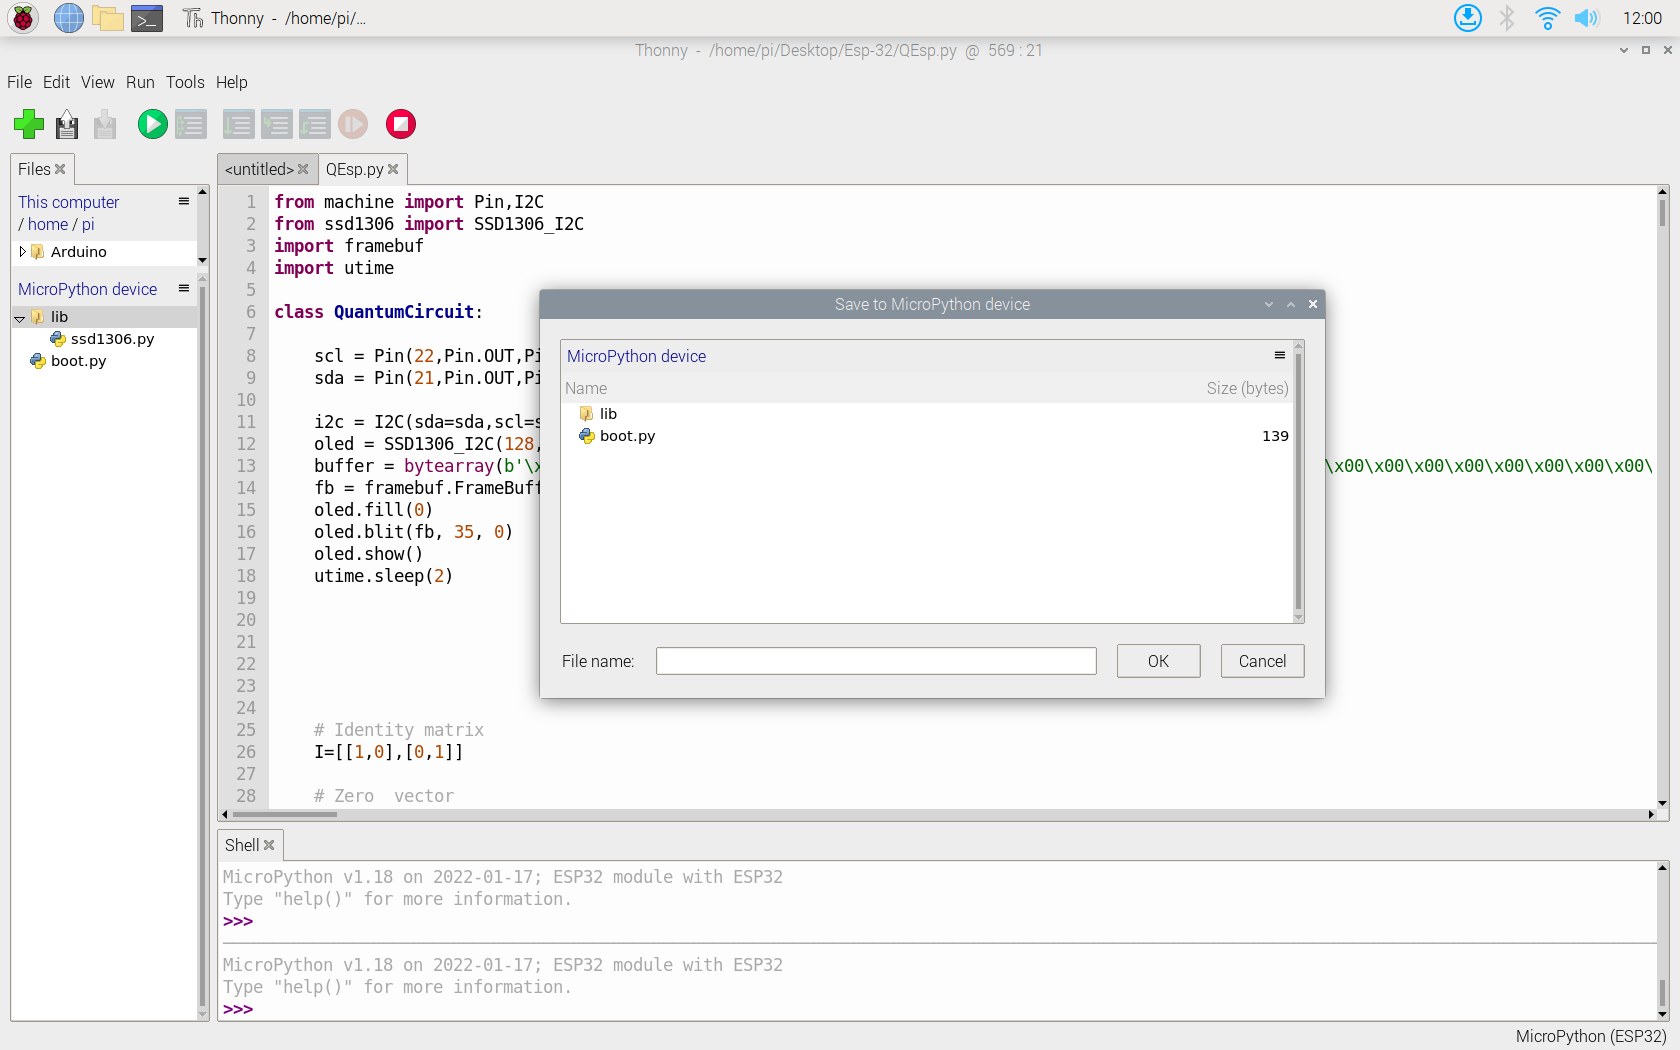 Thonny - /home/pi/...
12:00
Thonny - /home/pi/Desktop/Esp-32/QEsp.py @ 569 : 21
File Edit View Run Tools Help
Files
<untitled>
QEsp.py
This computer
/ home / pi
Arduino
MicroPython device
lib
ssd1306.py
boot.py
1 from machine import Pin,I2C
2 from ssd1306 import SSD1306_I2C
3 import framebuf
4 import utime
5
6 class QuantumCircuit:
7
8 scl = Pin(22,Pin.OUT,Pi
9 sda = Pin(21,Pin.OUT,Pi
10
11 i2c = I2C(sda=sda,scl=s
12 oled = SSD1306_I2C(128,
13 buffer = bytearray(b'\x \x00\x00\x00\x00\x00\x00\x00\x00\
14 fb = framebuf.FrameBuff
15 oled.fill(0)
16 oled.blit(fb, 35, 0)
17 oled.show()
18 utime.sleep(2)
19
20
21
22
23
24
25 # Identity matrix
26 I=[[1,0],[0,1]]
27
28 # Zero vector
Save to MicroPython device
MicroPython device
Name Size (bytes)
lib
boot.py 139
File name: OK Cancel
Shell
MicroPython v1.18 on 2022-01-17; ESP32 module with ESP32
Type "help()" for more information.
>>>
MicroPython v1.18 on 2022-01-17; ESP32 module with ESP32
Type "help()" for more information.
>>>
MicroPython (ESP32)